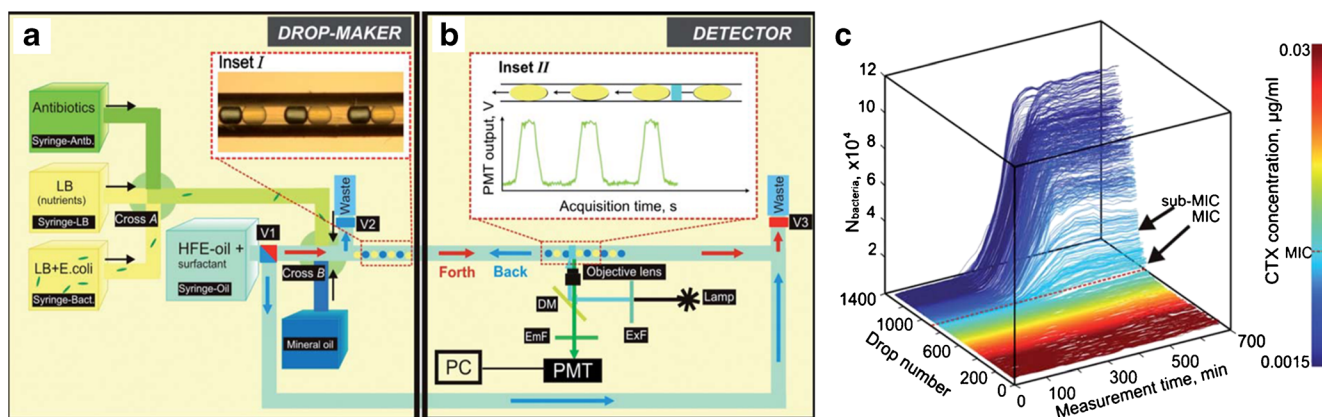 a
DROP-MAKER
Inset I
Antibiotics
Syringe-Antb.
LB
(nutrients)
Syringe-LB
Cross A
LB+E.coli
Syringe-Bact.
HFE-oil +
surfactant
Syringe-Oil
V1
Waste
V2
Cross B
Mineral oil
b
DETECTOR
Inset II
PMT output, V
Acquisition time, s
Waste
V3
Forth
Back
Objective lens
DM
Lamp
EmF
ExF
PC
PMT
c
N bacteria, x10⁴
12
10
8
6
4
2
1400
1000
600
200
0
Drop number
0
100
300
500
700
Measurement time, min
sub-MIC
MIC
CTX concentration, µg/ml
0.03
MIC
0.0015